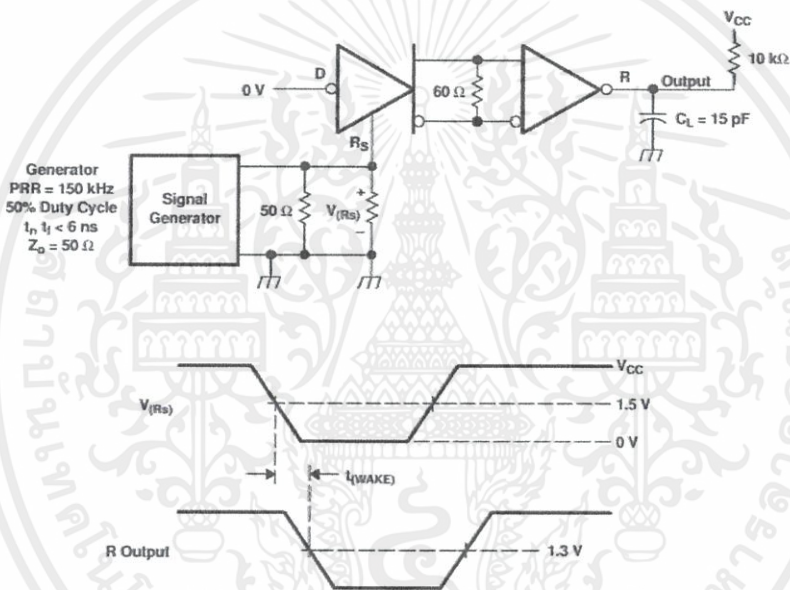 VCC
10 kΩ
0 V
D
60 Ω
R
Output
CL = 15 pF
RS
Generator
PRR = 150 kHz
50% Duty Cycle
tr, tf < 6 ns
Zo = 50 Ω
Signal
Generator
50 Ω
V(Rs)
+
–
VCC
V(Rs)
1.5 V
0 V
t(WAKE)
R Output
1.3 V